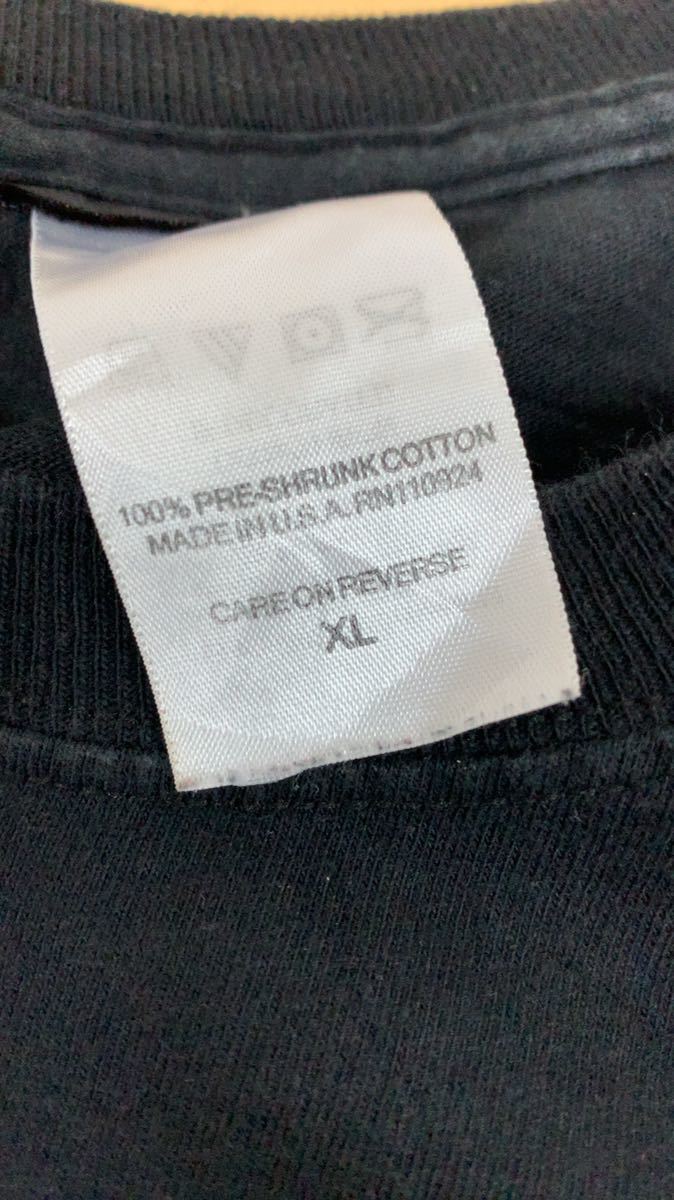 100% PRE-SHRUNK COTTON
MADE IN U.S.A. RN110924
CARE ON REVERSE
XL